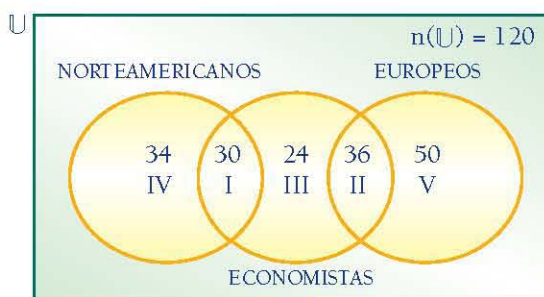 𝕌
n(𝕌) = 120
NORTEAMERICANOS EUROPEOS
34 30 24 36 50
IV I III II V
ECONOMISTAS